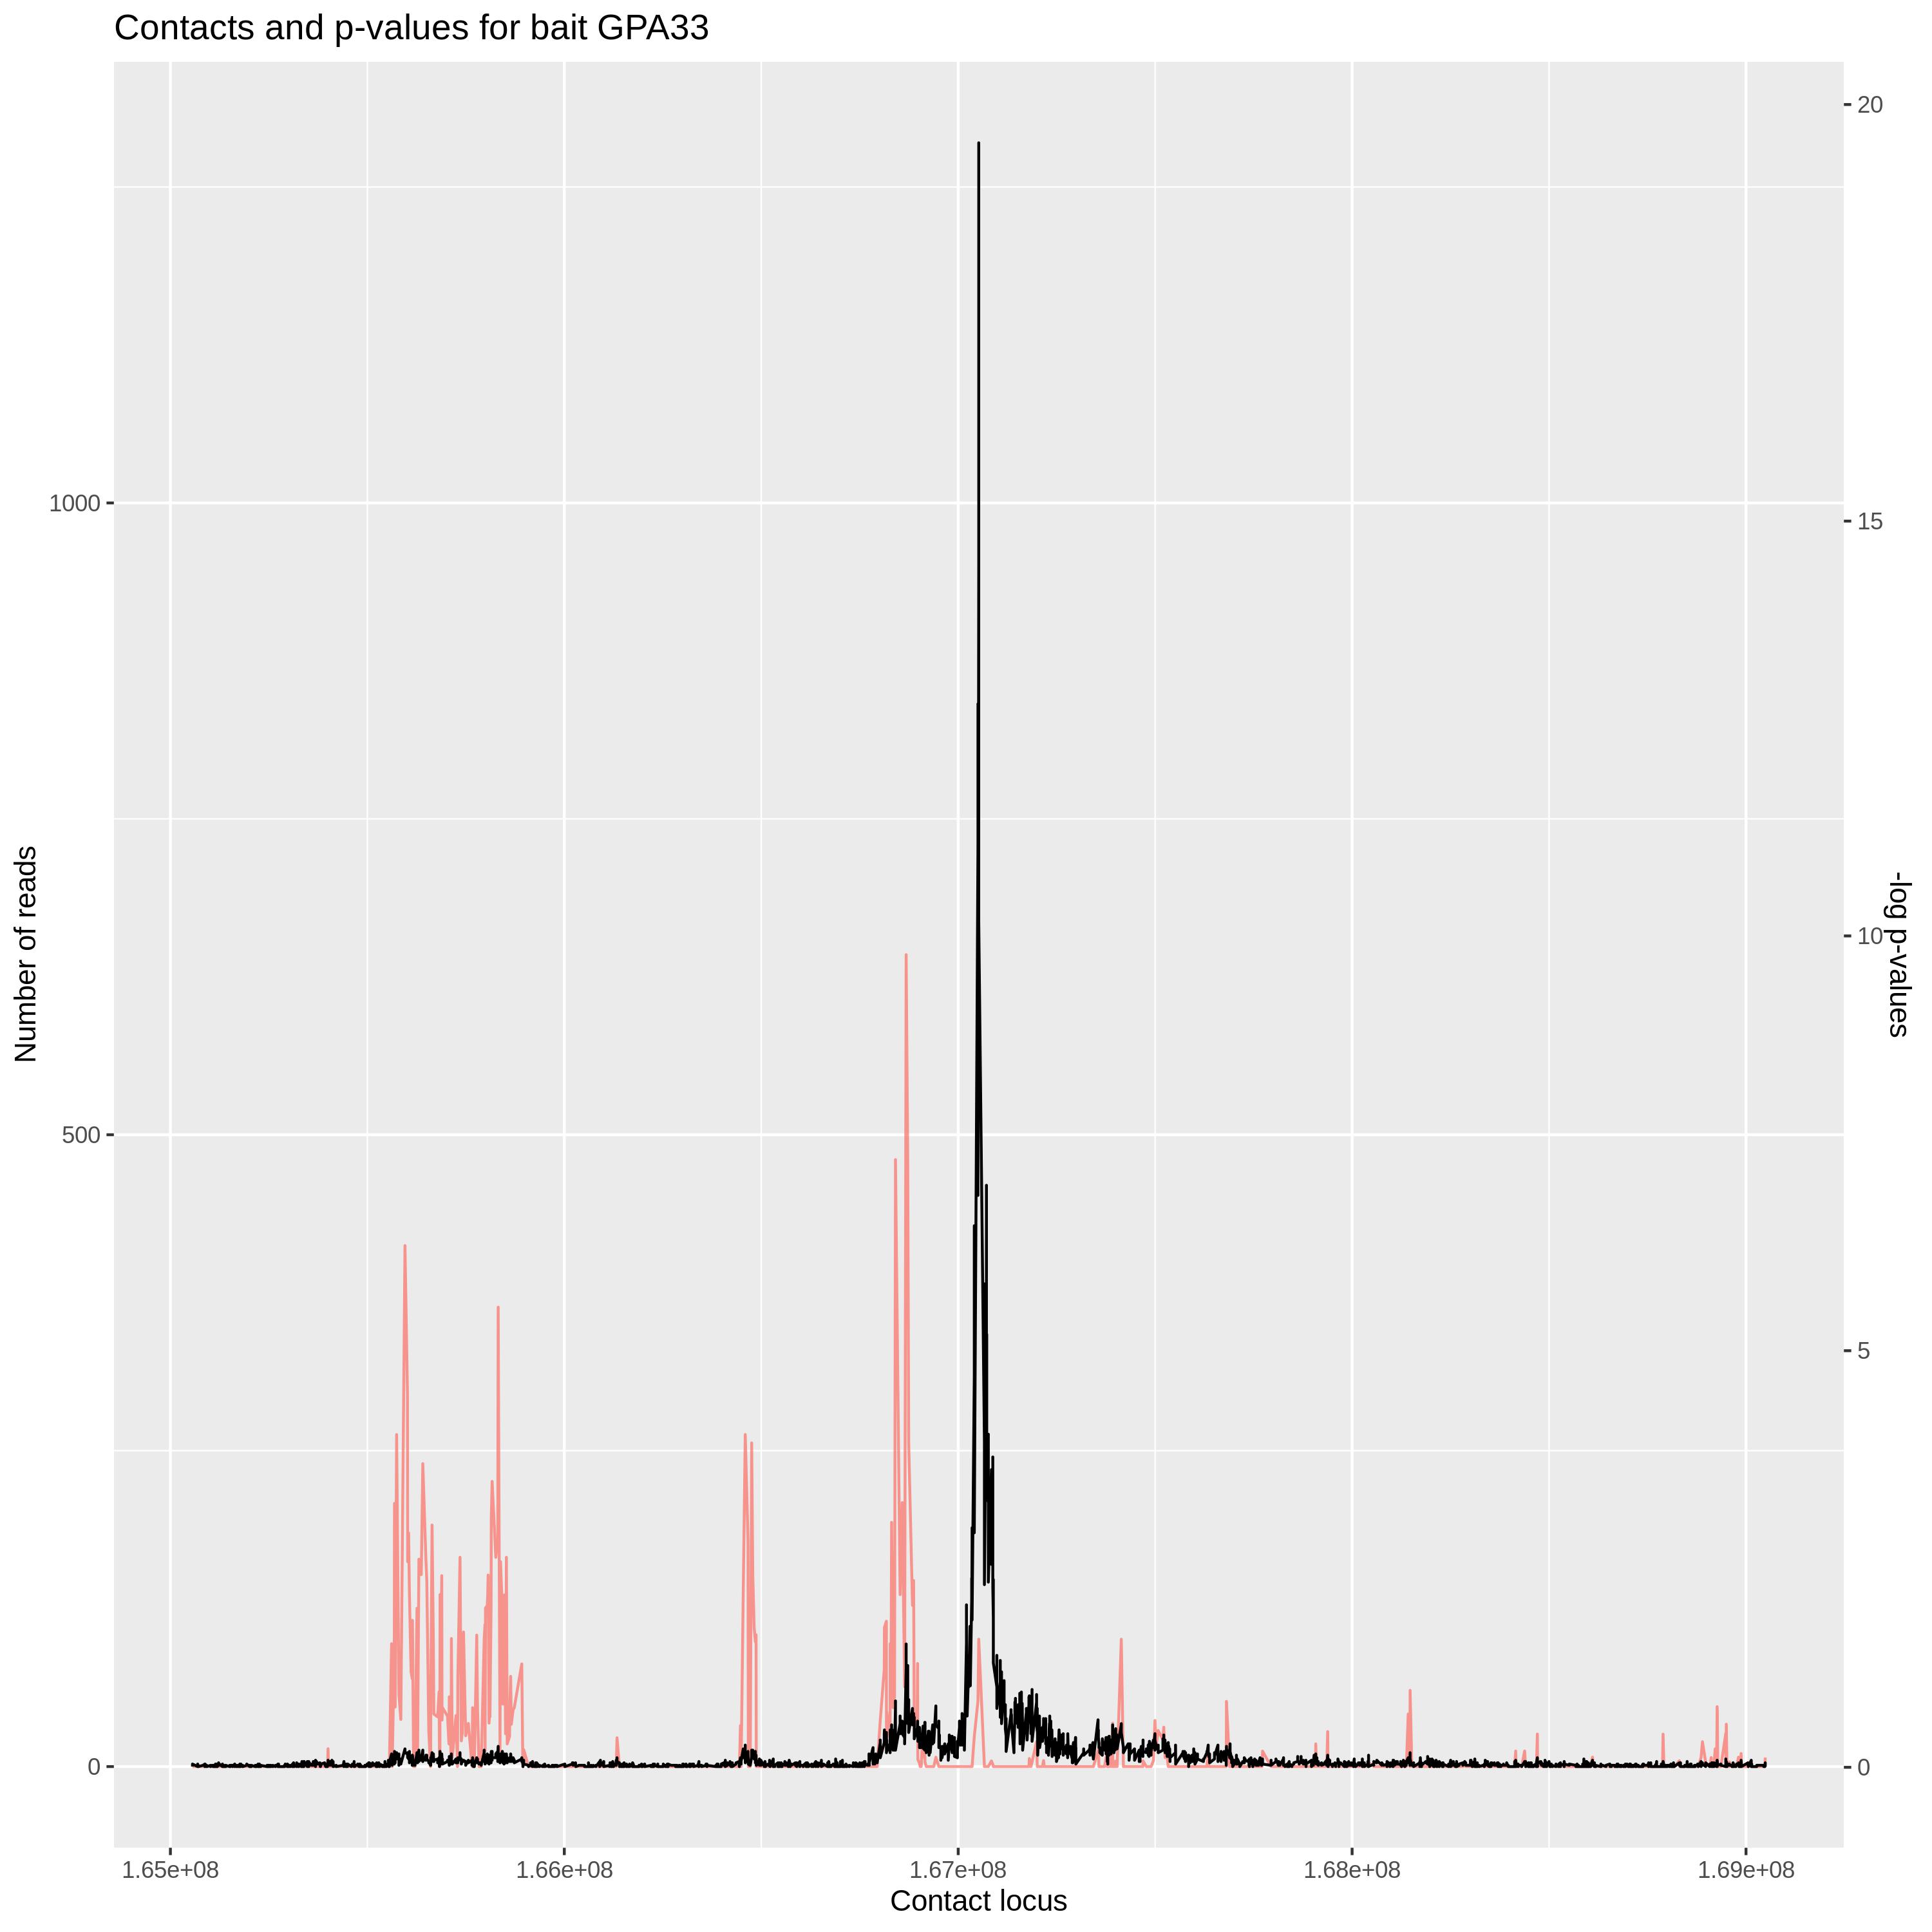 Contacts and p-values for bait GPA33
20
15
10
5
0
-log p-values
1000
500
0
Number of reads
1.65e+08
1.66e+08
1.67e+08
1.68e+08
1.69e+08
Contact locus